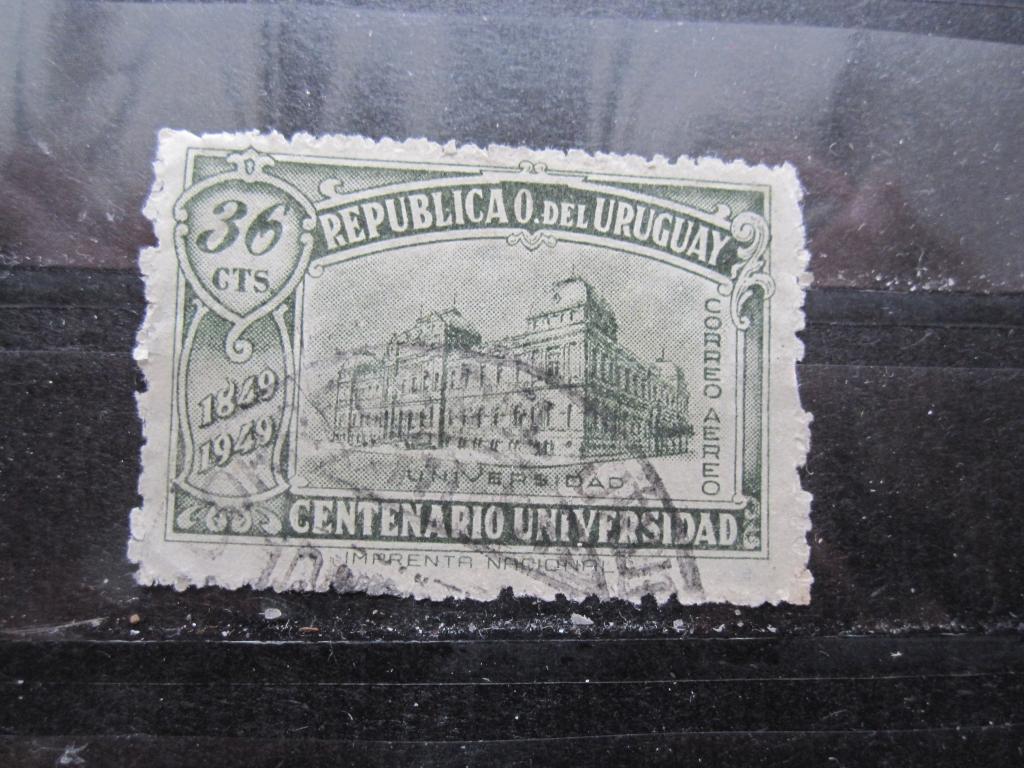 36
CTS.
REPUBLICA O. DEL URUGUAY
CORREO AEREO
1849
1949
UNIVERSIDAD
CENTENARIO UNIVERSIDAD
IMPRENTA NACIONAL